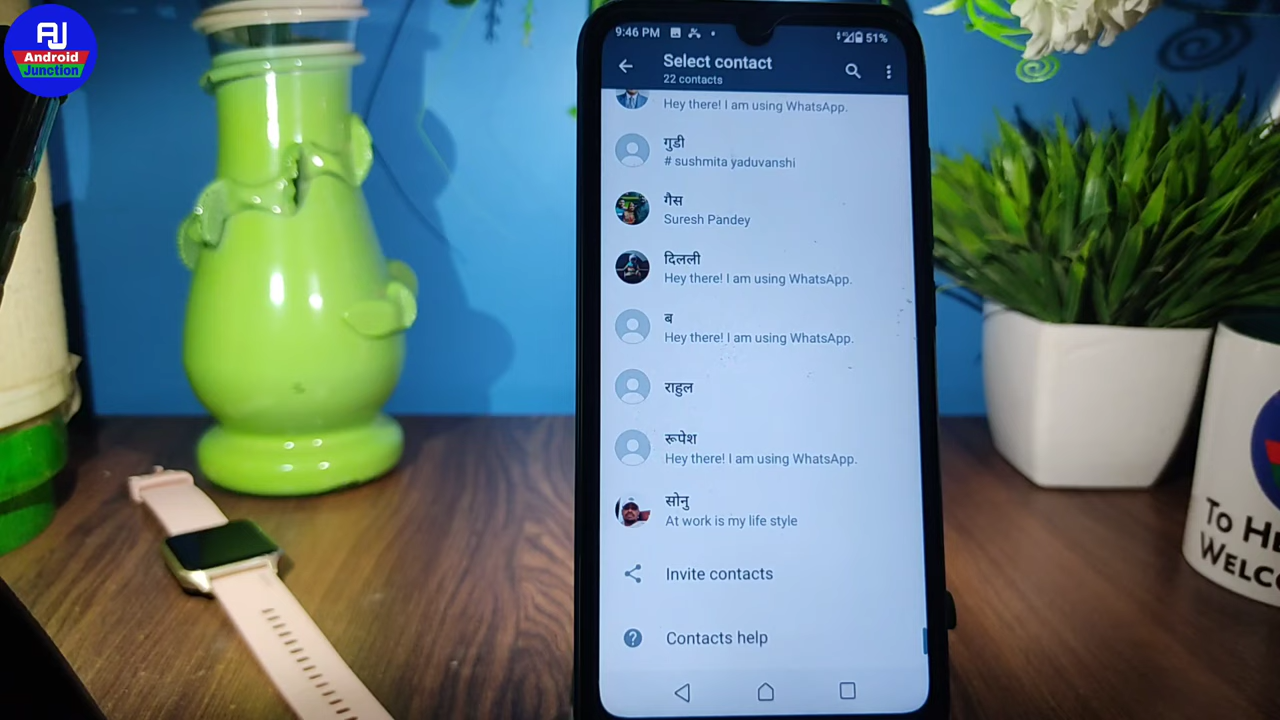 AJ
Android
Junction
9:46 PM
51%
Select contact
22 contacts
Hey there! I am using WhatsApp.
गुडी
# sushmita yaduvanshi
गैस
Suresh Pandey
दिलली
Hey there! I am using WhatsApp.
ब
Hey there! I am using WhatsApp.
राहुल
रूपेश
Hey there! I am using WhatsApp.
सोनु
At work is my life style
Invite contacts
Contacts help
To